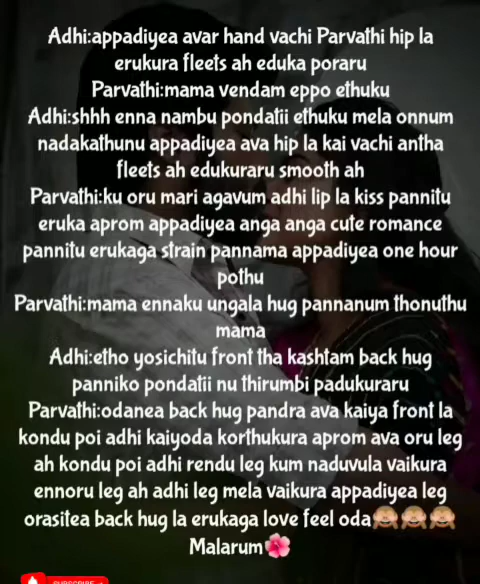 Adhi:appadiyea avar hand vachi Parvathi hip la
erukura fleets ah eduka poraru
Parvathi:mama vendam eppo ethuku
Adhi:shhh enna nambu pondatii ethuku mela onnum
nadakathunu appadiyea ava hip la kai vachi antha
fleets ah edukuraru smooth ah
Parvathi:ku oru mari agavum adhi lip la kiss pannitu
eruka aprom appadiyea anga anga cute romance
pannitu erukaga strain pannama appadiyea one hour
pothu
Parvathi:mama ennaku ungala hug pannanum thonuthu
mama
Adhi:etho yosichitu front tha kashtam back hug
panniko pondatii nu thirumbi padukuraru
Parvathi:odanea back hug pandra ava kaiya front la
kondu poi adhi kaiyoda korthukura aprom ava oru leg
ah kondu poi adhi rendu leg kum naduvula vaikura
ennoru leg ah adhi leg mela vaikura appadiyea leg
orasitea back hug la erukaga love feel oda🙈🙈🙈
Malarum🌺
SUBSCRIBE